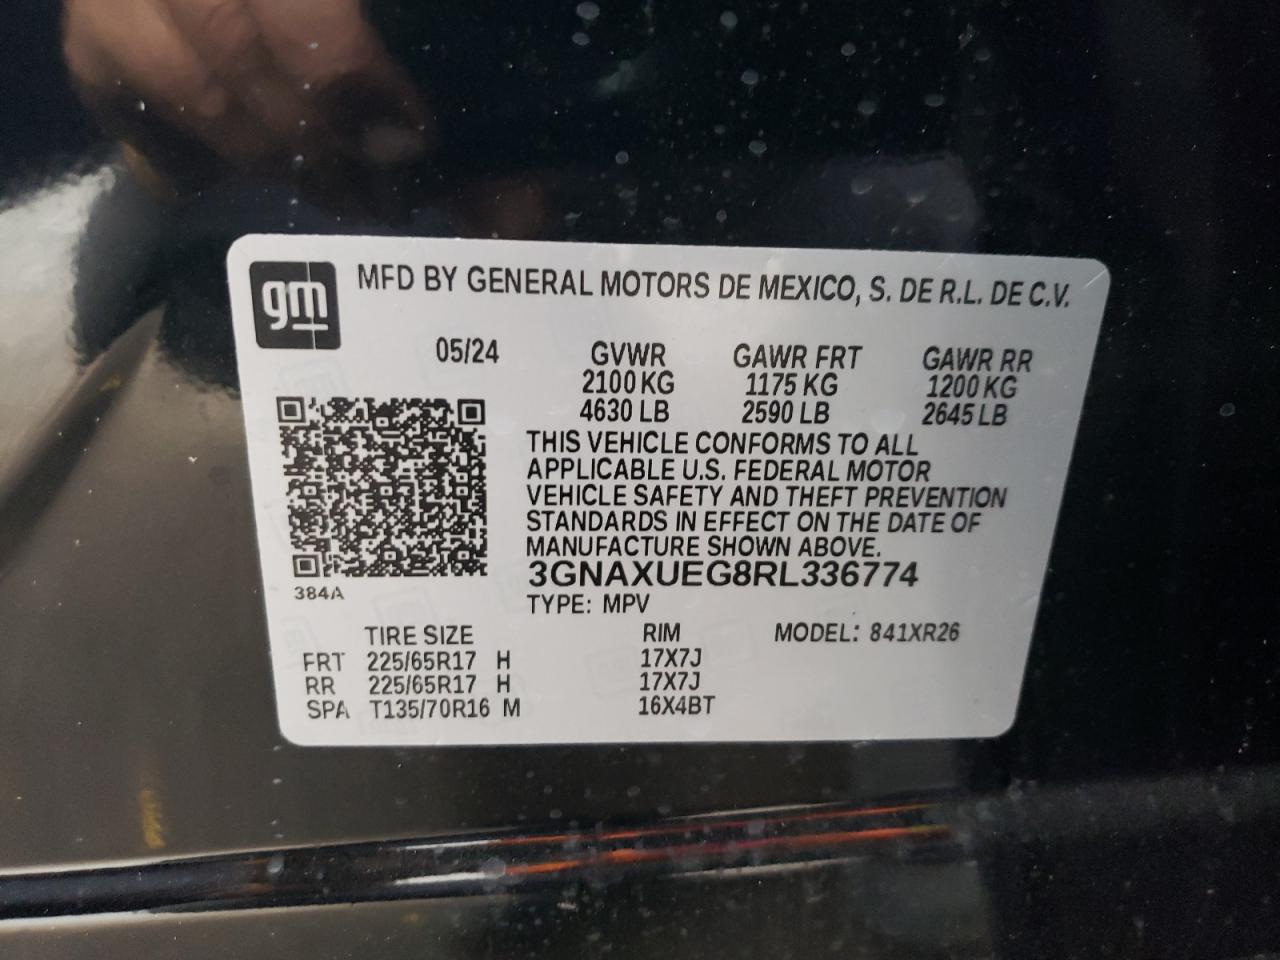 gm
MFD BY GENERAL MOTORS DE MEXICO, S. DE R.L. DE C.V.
05/24 GVWR GAWR FRT GAWR RR
2100 KG 1175 KG 1200 KG
4630 LB 2590 LB 2645 LB
THIS VEHICLE CONFORMS TO ALL
APPLICABLE U.S. FEDERAL MOTOR
VEHICLE SAFETY AND THEFT PREVENTION
STANDARDS IN EFFECT ON THE DATE OF
MANUFACTURE SHOWN ABOVE.
3GNAXUEG8RL336774
384A
TYPE: MPV
TIRE SIZE RIM MODEL: 841XR26
FRT 225/65R17 H 17X7J
RR 225/65R17 H 17X7J
SPA T135/70R16 M 16X4BT